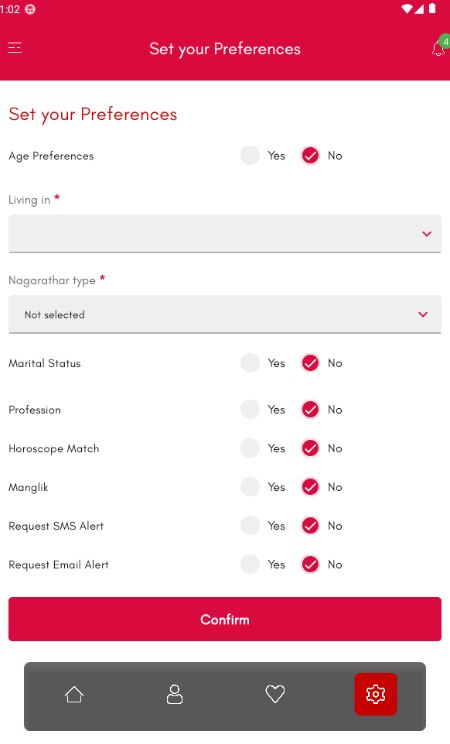 1:02
Set your Preferences
4
Set your Preferences
Age Preferences Yes No
Living in *
Nagarathar type *
Not selected
Marital Status Yes No
Profession Yes No
Horoscope Match Yes No
Manglik Yes No
Request SMS Alert Yes No
Request Email Alert Yes No
Confirm